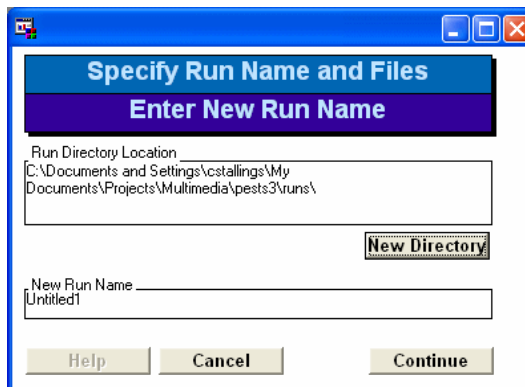 Specify Run Name and Files
Enter New Run Name
Run Directory Location
C:\Documents and Settings\cstallings\My
Documents\Projects\Multimedia\pests3\runs\
New Directory
New Run Name
Untitled1
Help
Cancel
Continue